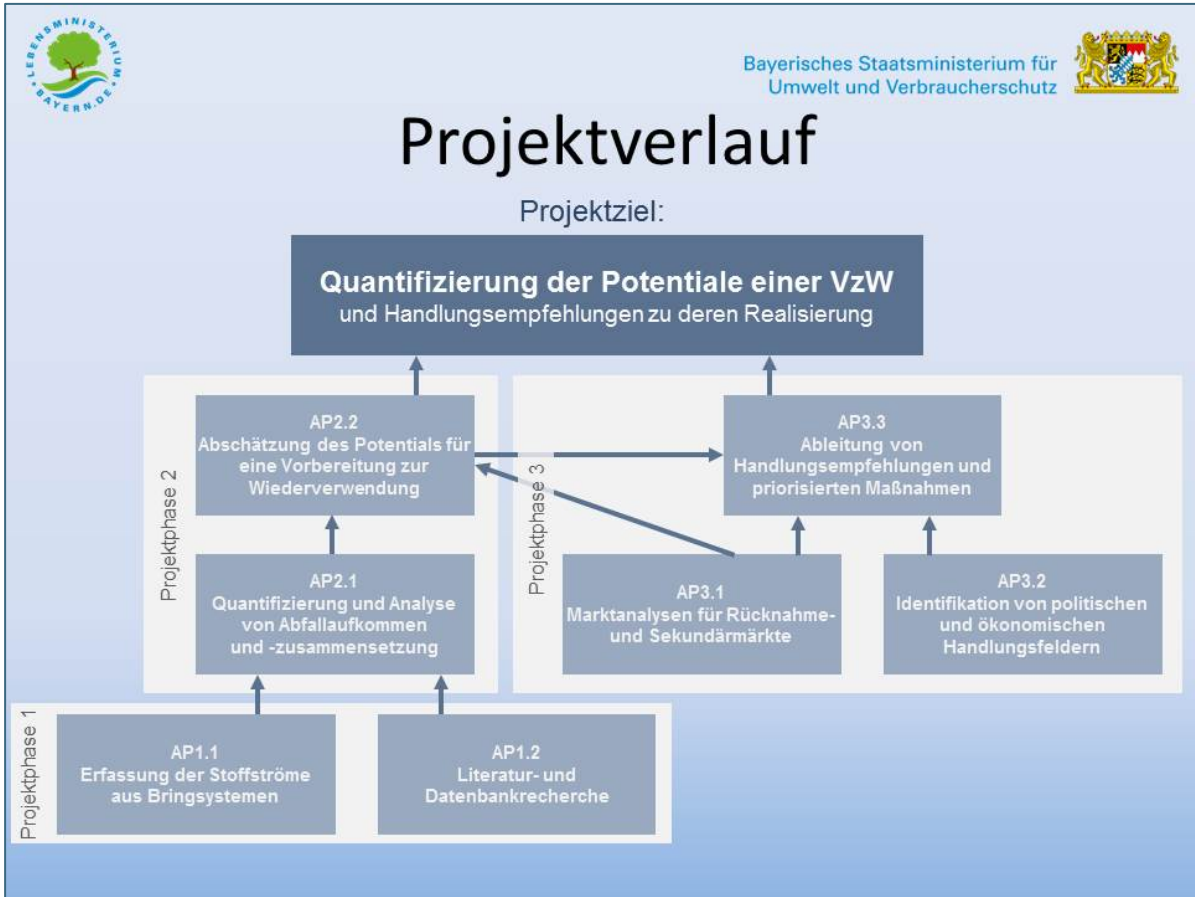 LEBENSMINISTERIUM
BAYERN.DE
Bayerisches Staatsministerium für
Umwelt und Verbraucherschutz
Projektverlauf
Projektziel:
Quantifizierung der Potentiale einer VzW
und Handlungsempfehlungen zu deren Realisierung
Projektphase 2
AP2.2
Abschätzung des Potentials für
eine Vorbereitung zur
Wiederverwendung
AP2.1
Quantifizierung und Analyse
von Abfallaufkommen
und -zusammensetzung
Projektphase 3
AP3.3
Ableitung von
Handlungsempfehlungen und
priorisierten Maßnahmen
AP3.1
Marktanalysen für Rücknahme-
und Sekundärmärkte
AP3.2
Identifikation von politischen
und ökonomischen
Handlungsfeldern
Projektphase 1
AP1.1
Erfassung der Stoffströme
aus Bringsystemen
AP1.2
Literatur- und
Datenbankrecherche